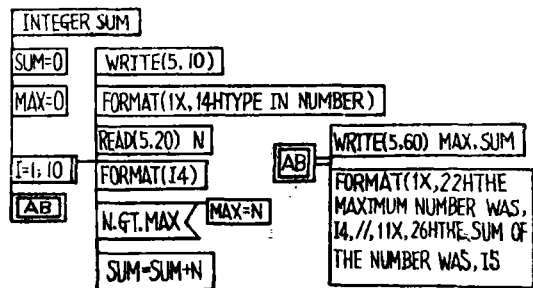 INTEGER SUM
SUM=0
MAX=0
I=1; 10
AB
WRITE(5,10)
FORMAT(1X,14HTYPE IN NUMBER)
READ(5.20) N
FORMAT(I4)
N.GT.MAX
MAX=N
SUM=SUM+N
AB
WRITE(5.60) MAX.SUM
FORMAT(1X,22HTHE
MAXIMUM NUMBER WAS,
I4,//,11X,26HTHE.SUM OF
THE NUMBER WAS, I5